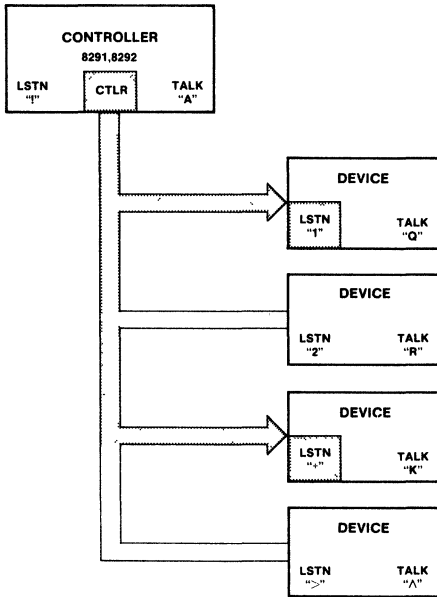 CONTROLLER
8291,8292
LSTN
"!"
CTLR
TALK
"A"
DEVICE
LSTN
"1"
TALK
"Q"
DEVICE
LSTN
"2"
TALK
"R"
DEVICE
LSTN
"+"
TALK
"K"
DEVICE
LSTN
">"
TALK
"^"